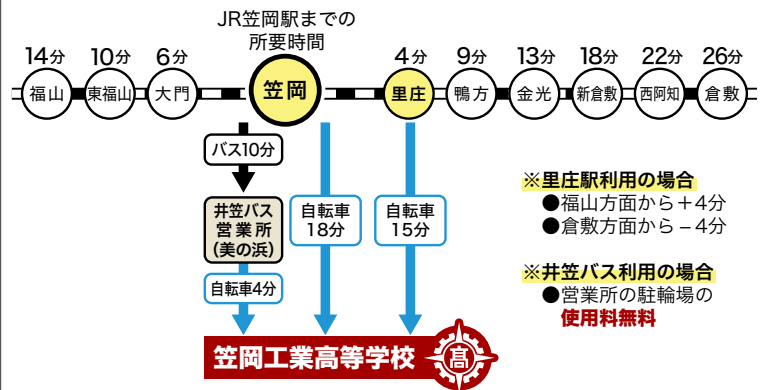 JR笠岡駅までの
所要時間
14分 10分 6分 4分 9分 13分 18分 22分 26分
福山 東福山 大門 笠岡 里庄 鴨方 金光 新倉敷 西阿知 倉敷
バス10分
井笠バス
営業所
(美の浜)
自転車4分
自転車
18分
自転車
15分
※里庄駅利用の場合
●福山方面から+4分
●倉敷方面から−4分
※井笠バス利用の場合
●営業所の駐輪場の
使用料無料
笠岡工業高等学校 高